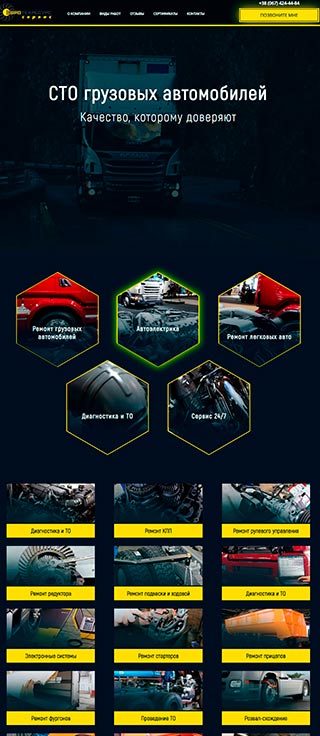 +38 (067) 424-44-84
ЕВРО
сервис
О КОМПАНИИ ВИДЫ РАБОТ ОТЗЫВЫ СЕРТИФИКАТЫ КОНТАКТЫ
ПОЗВОНИТЕ МНЕ
СТО грузовых автомобилей
Качество, которому доверяют
Ремонт грузовых
автомобилей
Автоэлектрика
Ремонт легковых авто
Диагностика и ТО
Сервис 24/7
Диагностика и ТО
Ремонт КПП
Ремонт рулевого управления
Ремонт редуктора
Ремонт подвески и ходовой
Диагностика и ТО
Электронные системы
Ремонт стартеров
Ремонт прицепов
Ремонт фургонов
Проведение ТО
Развал-схождение